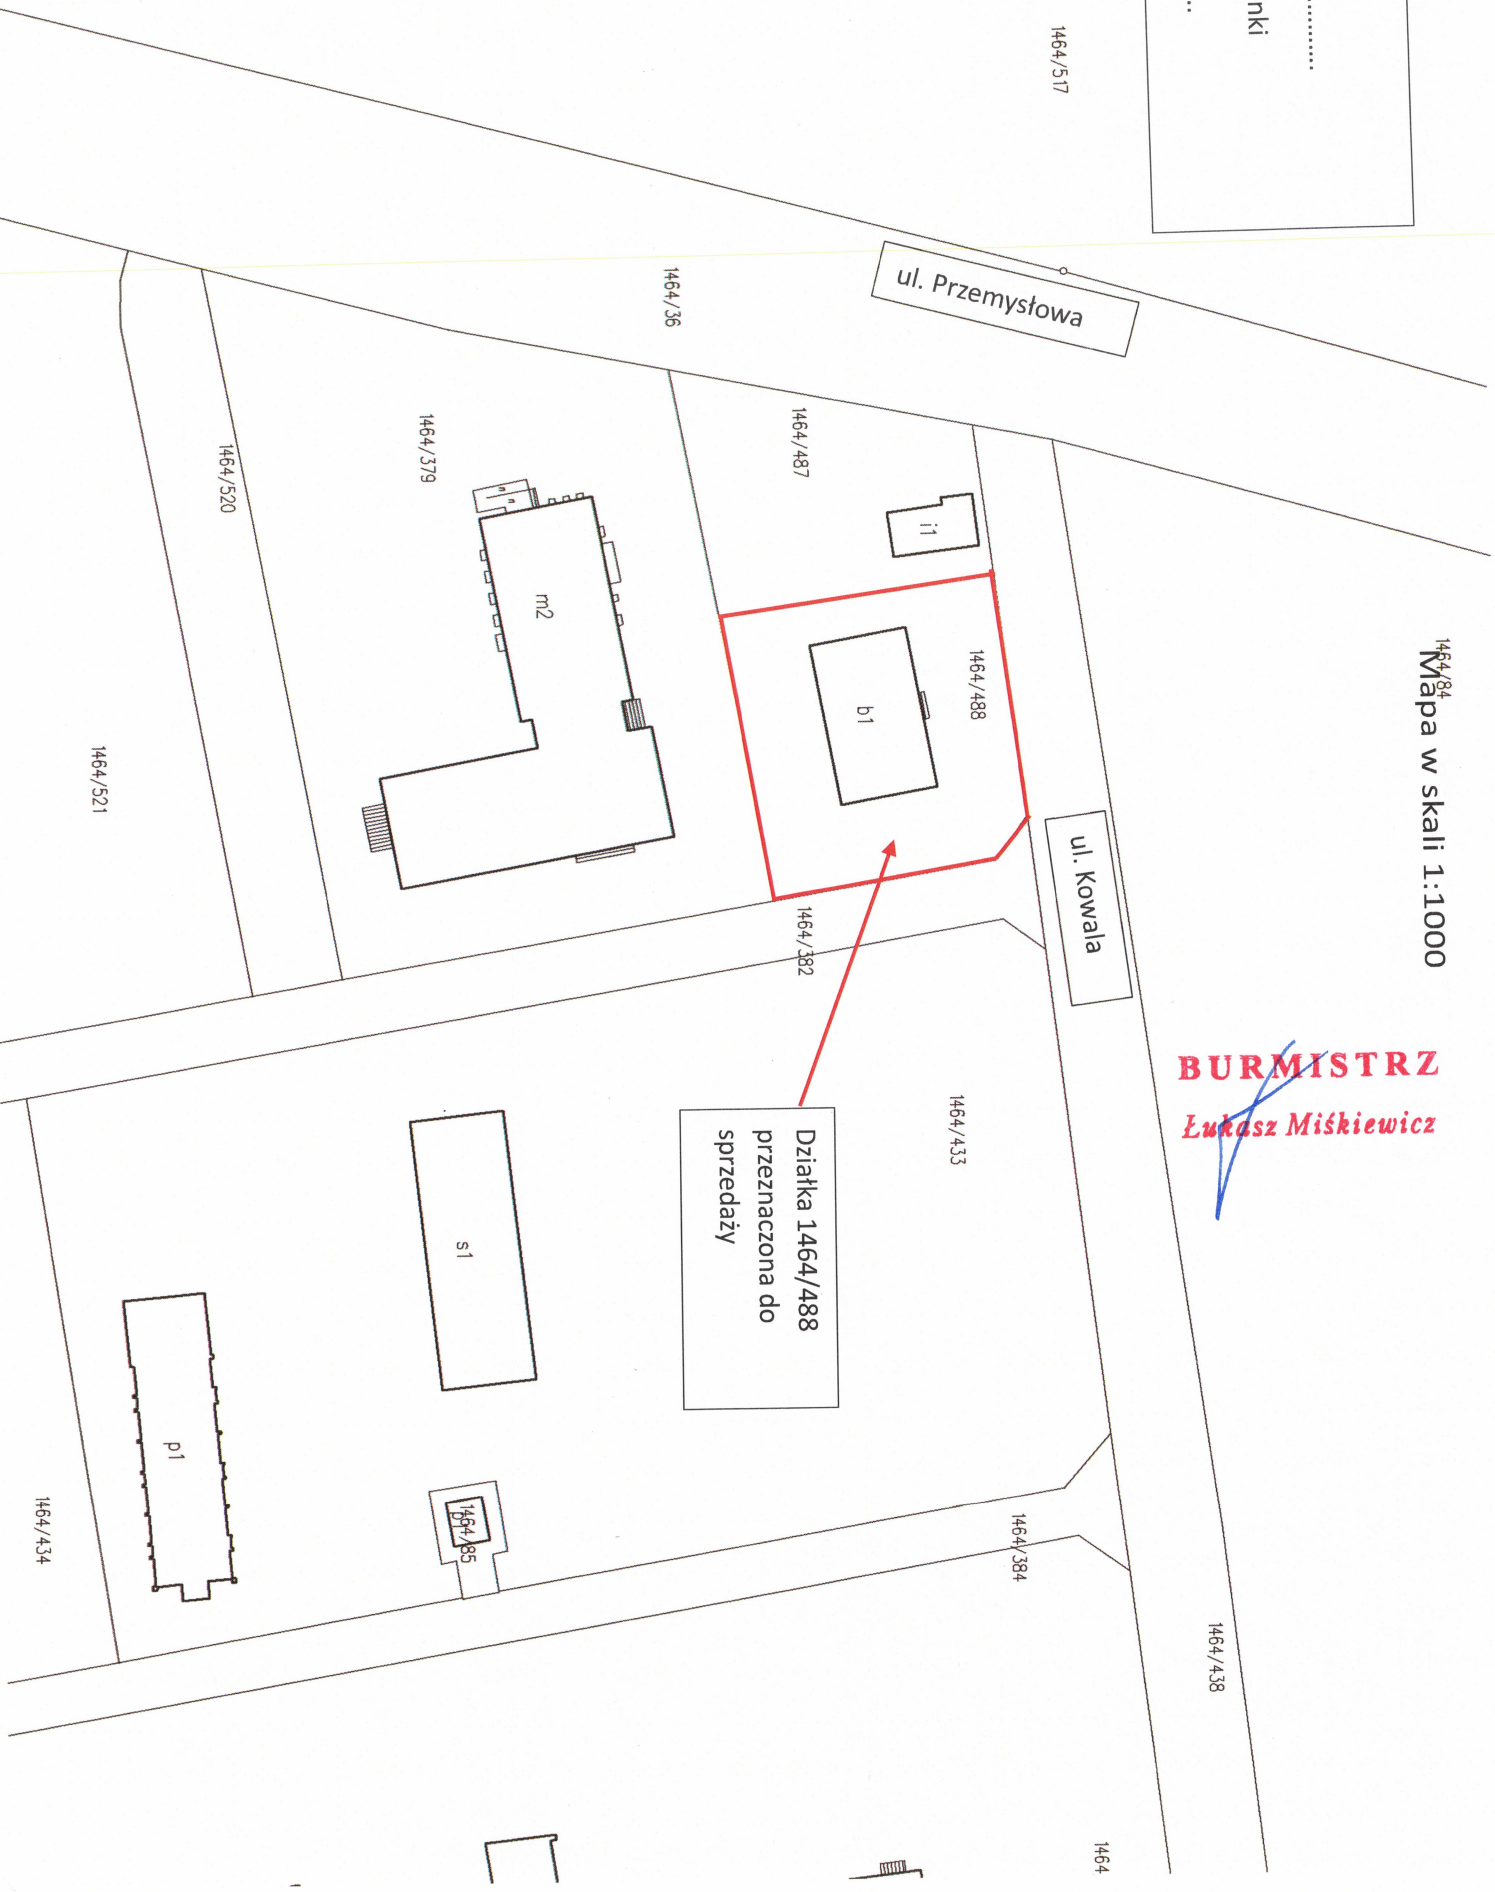 nki
............
..
1464/517
ul. Przemysłowa
1464/36
1464/84
Mapa w skali 1:1000
BURMISTRZ
Łukasz Miśkiewicz
1464/487
i1
1464/379
1464/520
1464/521
m2
1464/488
b1
ul. Kowala
1464/382
Działka 1464/488
przeznaczona do
sprzedaży
1464/433
s1
p1
1464/85
1464/434
1464/384
1464/438
1464